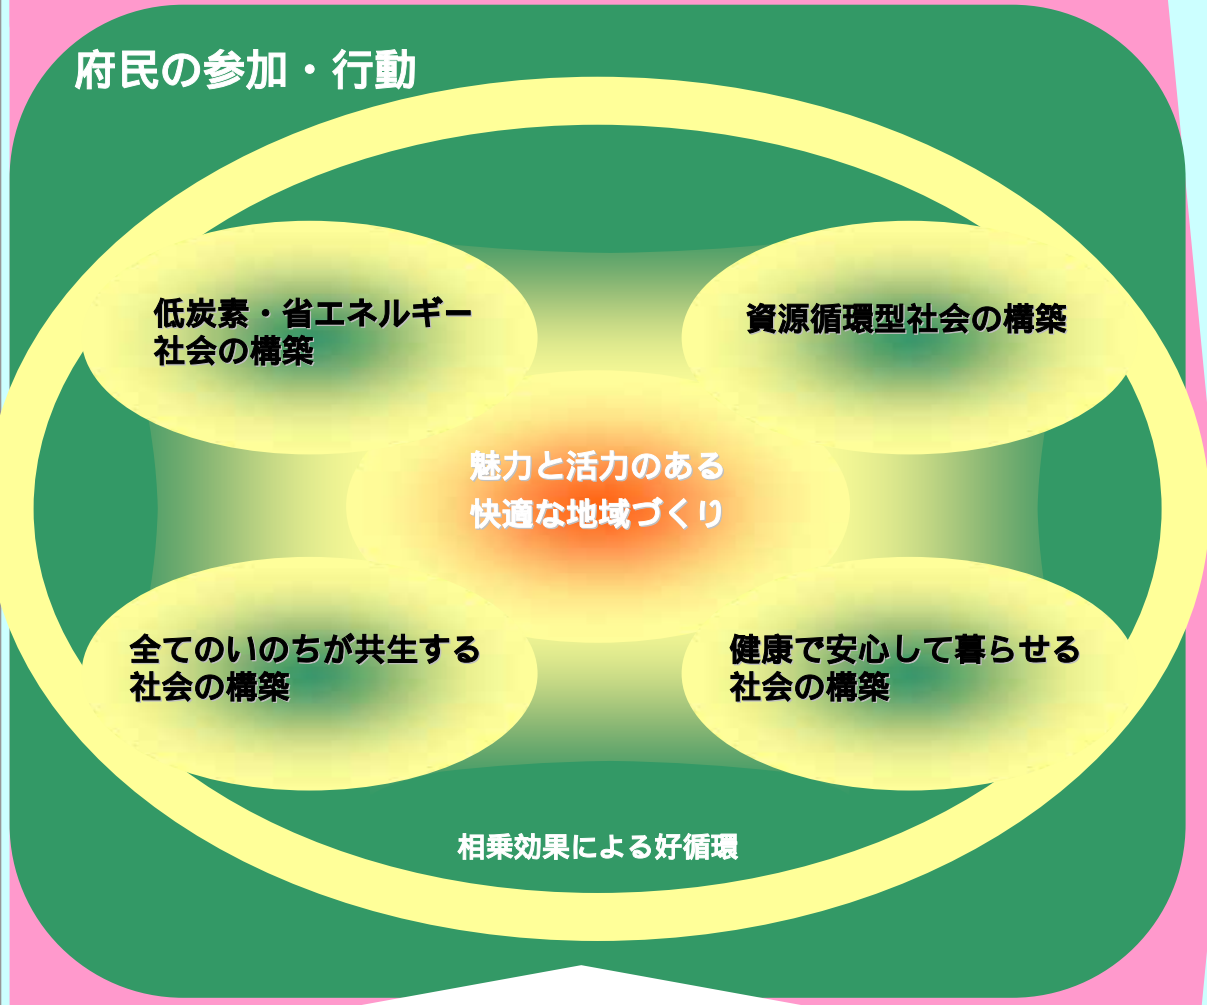 府民の参加・行動
低炭素・省エネルギー
社会の構築
資源循環型社会の構築
魅力と活力のある
快適な地域づくり
全てのいのちが共生する
社会の構築
健康で安心して暮らせる
社会の構築
相乗効果による好循環